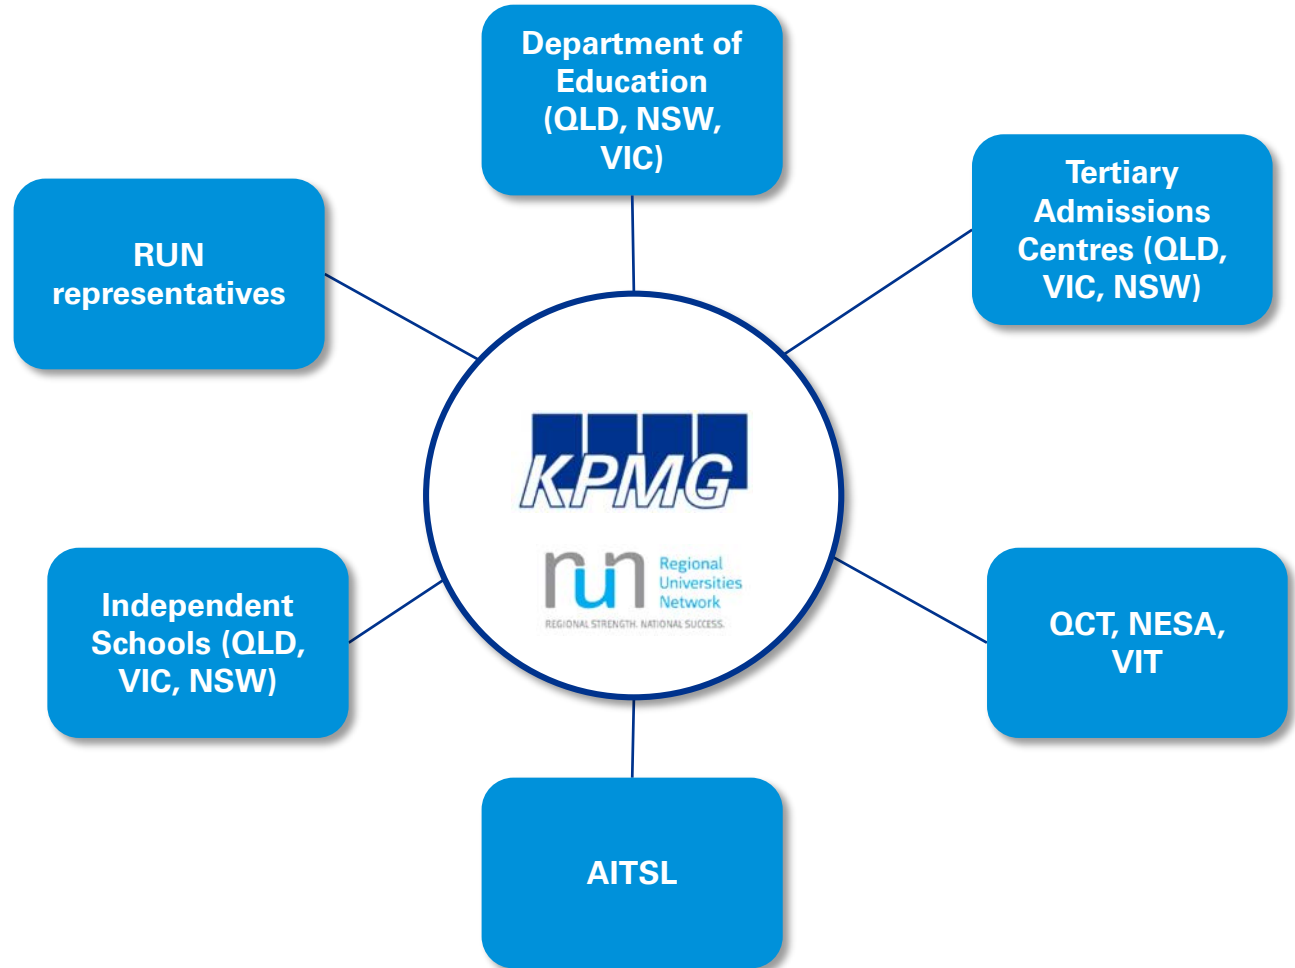 Department of
Education
(QLD, NSW,
VIC)
Tertiary
Admissions
Centres (QLD,
VIC, NSW)
RUN
representatives
KPMG
run
Regional
Universities
Network
REGIONAL STRENGTH. NATIONAL SUCCESS.
Independent
Schools (QLD,
VIC, NSW)
QCT, NESA,
VIT
AITSL